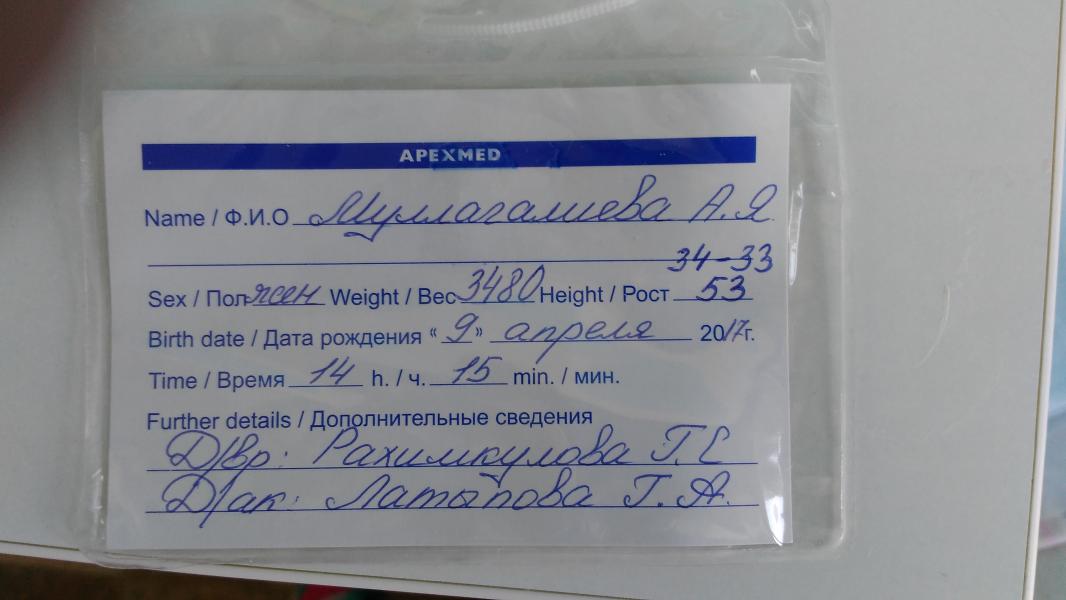 APEXMED
Name / Ф.И.О Муллагалиева А.Я.
34-33
Sex / Пол жен Weight / Вес 3480 Height / Рост 53
Birth date / Дата рождения “ 9 ” апреля 2017г.
Time / Время 14 h. / ч. 15 min. / мин.
Further details / Дополнительные сведения
Д/вр: Рахимкулова Г.С
Д/ак: Латыпова Г.А.